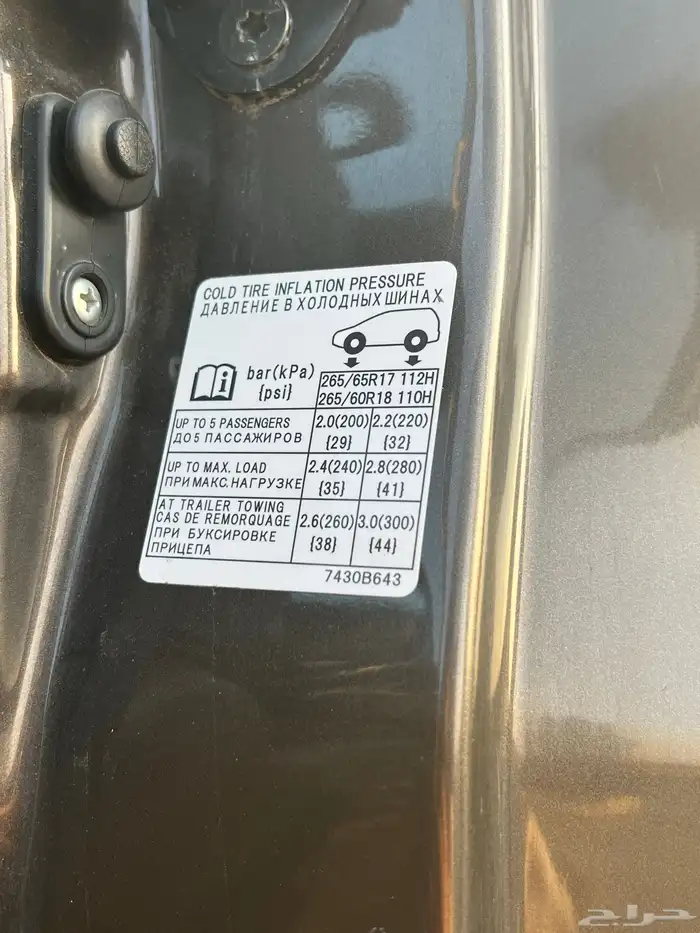 COLD TIRE INFLATION PRESSURE
ДАВЛЕНИЕ В ХОЛОДНЫХ ШИНАХ
bar(kPa)
{psi}
265/65R17 112H
265/60R18 110H
UP TO 5 PASSENGERS
ДО 5 ПАССАЖИРОВ
2.0(200) 2.2(220)
{29} {32}
UP TO MAX. LOAD
ПРИ МАКС. НАГРУЗКЕ
2.4(240) 2.8(280)
{35} {41}
AT TRAILER TOWING
CAS DE REMORQUAGE
ПРИ БУКСИРОВКЕ
ПРИЦЕПА
2.6(260) 3.0(300)
{38} {44}
7430B643
حراج